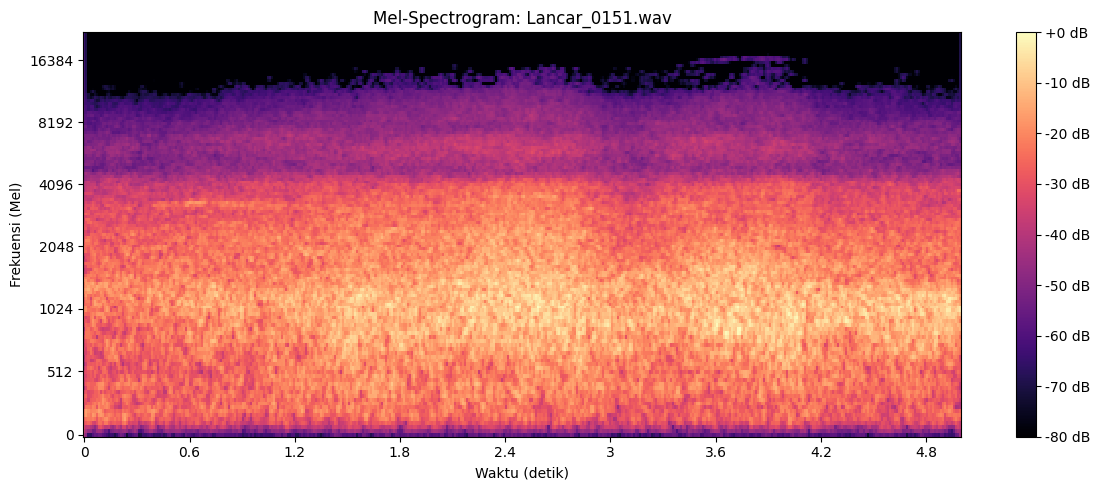 Mel-Spectrogram: Lancar_0151.wav
Frekuensi (Mel)
16384
8192
4096
2048
1024
512
0
0 0.6 1.2 1.8 2.4 3 3.6 4.2 4.8
Waktu (detik)
+0 dB
-10 dB
-20 dB
-30 dB
-40 dB
-50 dB
-60 dB
-70 dB
-80 dB